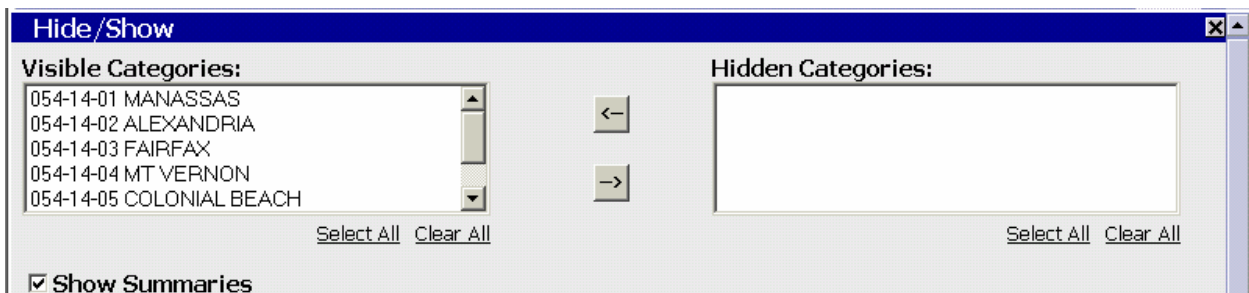 Hide/Show
Visible Categories:
Hidden Categories:
054-14-01 MANASSAS
054-14-02 ALEXANDRIA
054-14-03 FAIRFAX
054-14-04 MT VERNON
054-14-05 COLONIAL BEACH
<-
->
Select All Clear All
Select All Clear All
Show Summaries